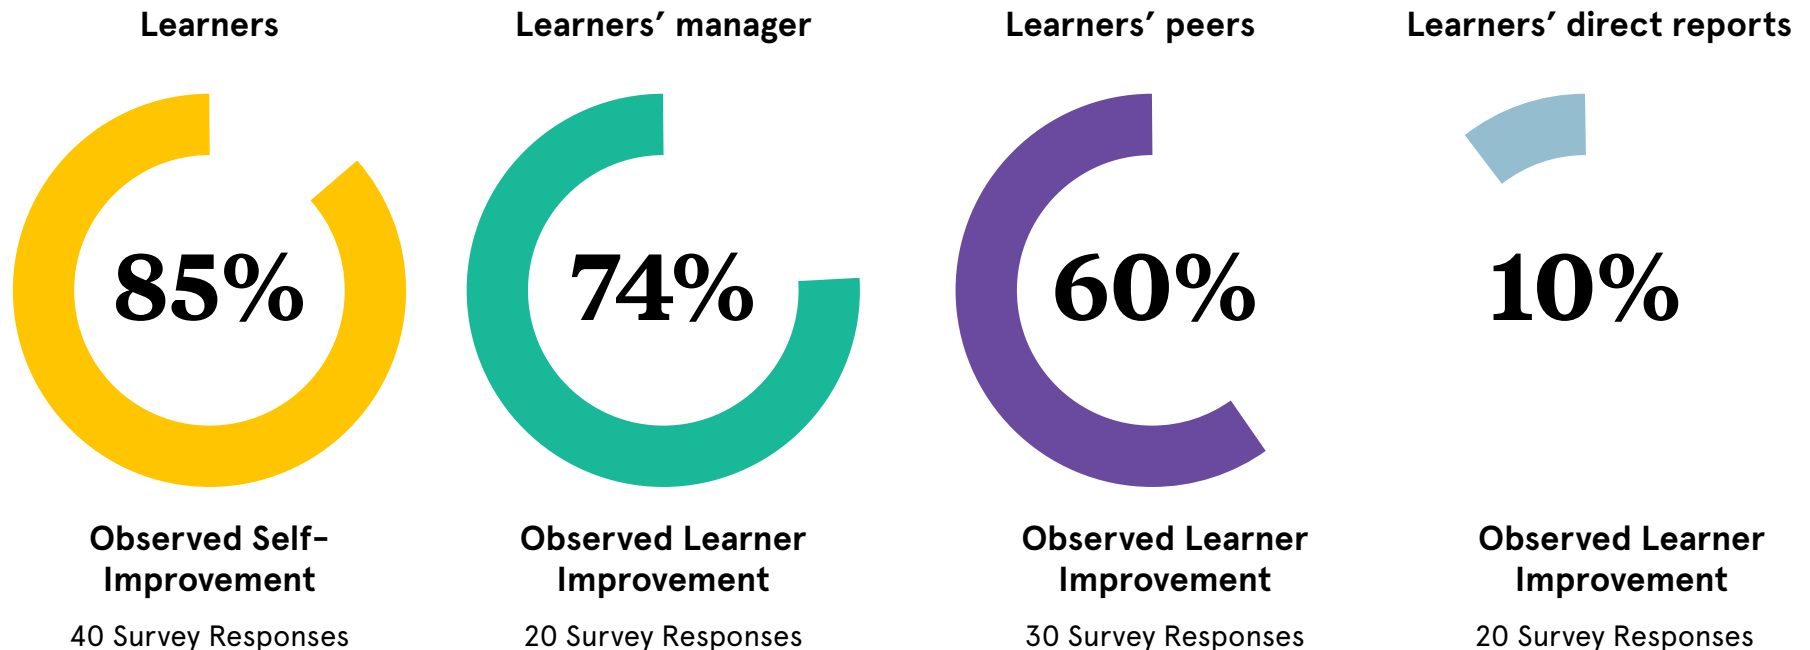 Learners
Learners’ manager
Learners’ peers
Learners’ direct reports
85%
74%
60%
10%
Observed Self-
Improvement
Observed Learner
Improvement
Observed Learner
Improvement
Observed Learner
Improvement
40 Survey Responses
20 Survey Responses
30 Survey Responses
20 Survey Responses